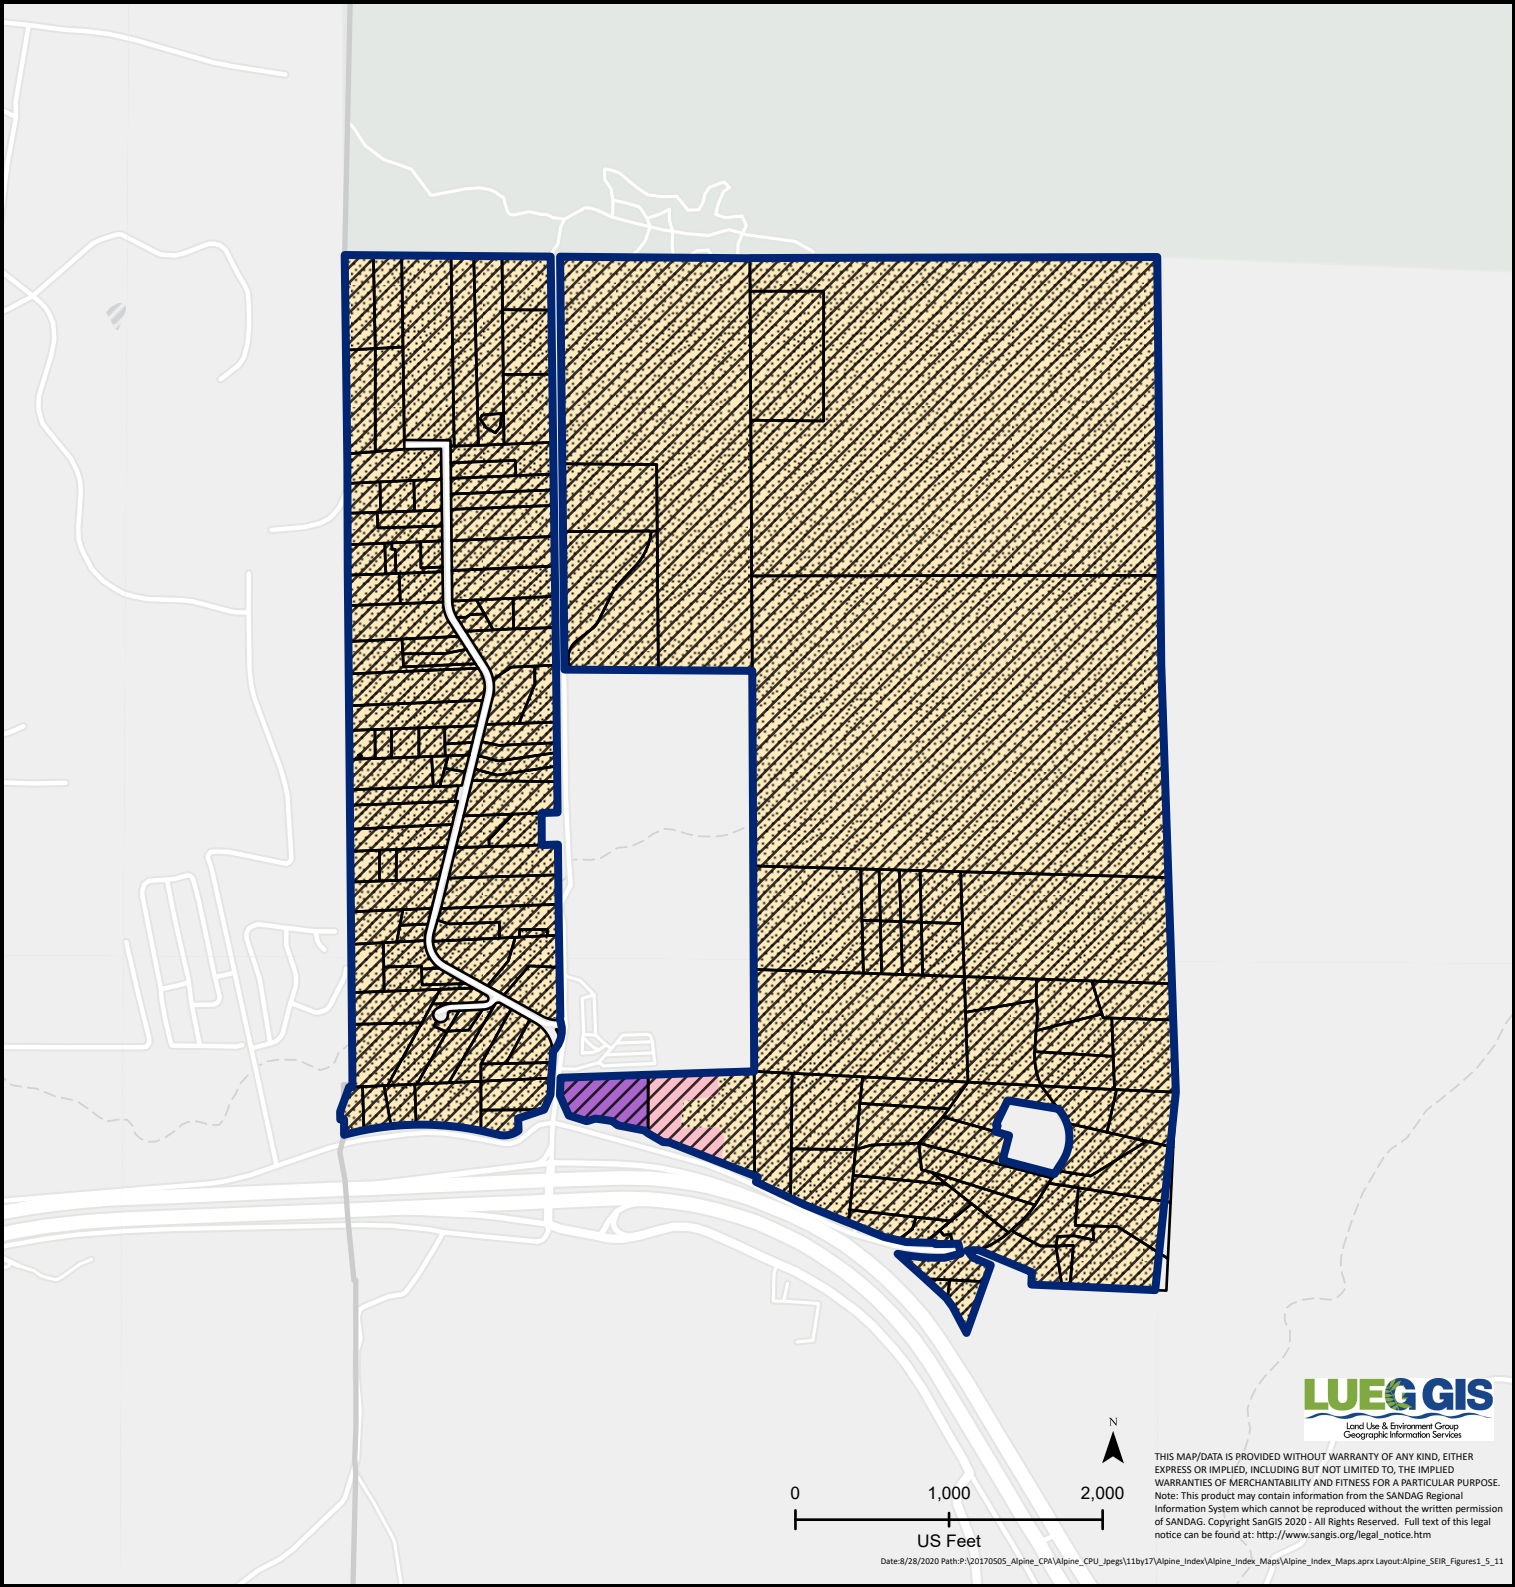 LUEG GIS
Land Use & Environment Group
Geographic Information Services
N
THIS MAP/DATA IS PROVIDED WITHOUT WARRANTY OF ANY KIND, EITHER
EXPRESS OR IMPLIED, INCLUDING BUT NOT LIMITED TO, THE IMPLIED
WARRANTIES OF MERCHANTABILITY AND FITNESS FOR A PARTICULAR PURPOSE.
Note: This product may contain information from the SANDAG Regional
Information System which cannot be reproduced without the written permission
of SANDAG. Copyright SanGIS 2020 - All Rights Reserved. Full text of this legal
notice can be found at: http://www.sangis.org/legal_notice.htm
0 1,000 2,000
US Feet
Date:8/28/2020 Path:P:\20170505_Alpine_CPA\Alpine_CPU_Jpegs\11by17\Alpine_Index\Alpine_Index_Maps\Alpine_Index_Maps.aprx Layout:Alpine_SEIR_Figures1_5_11